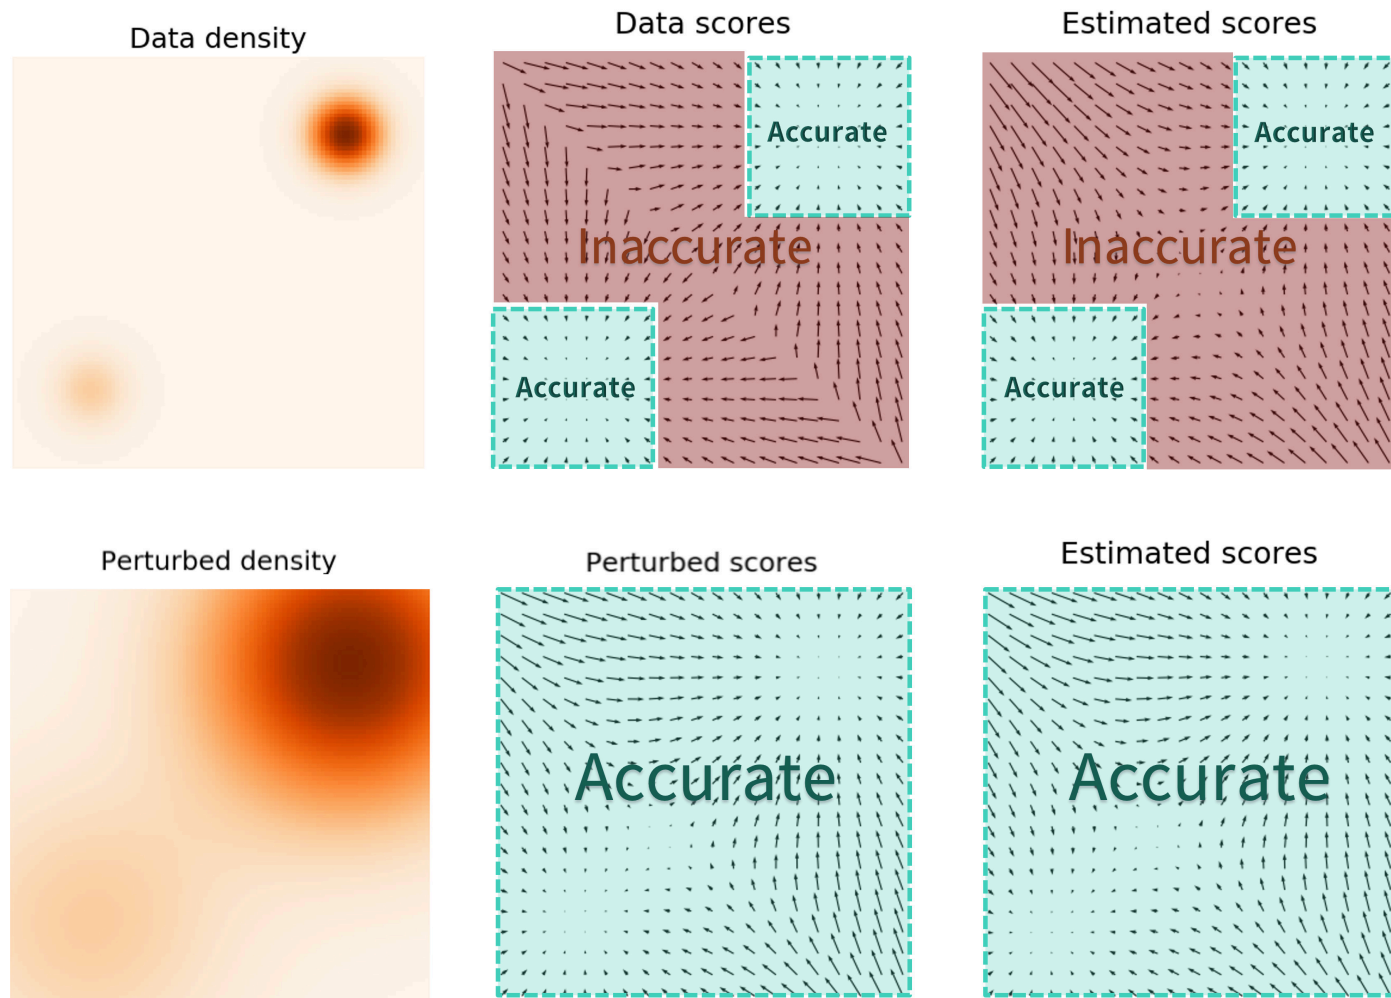 Data density
Data scores
Estimated scores
Accurate
Accurate
Inaccurate
Inaccurate
Accurate
Accurate
Perturbed density
Perturbed scores
Estimated scores
Accurate
Accurate